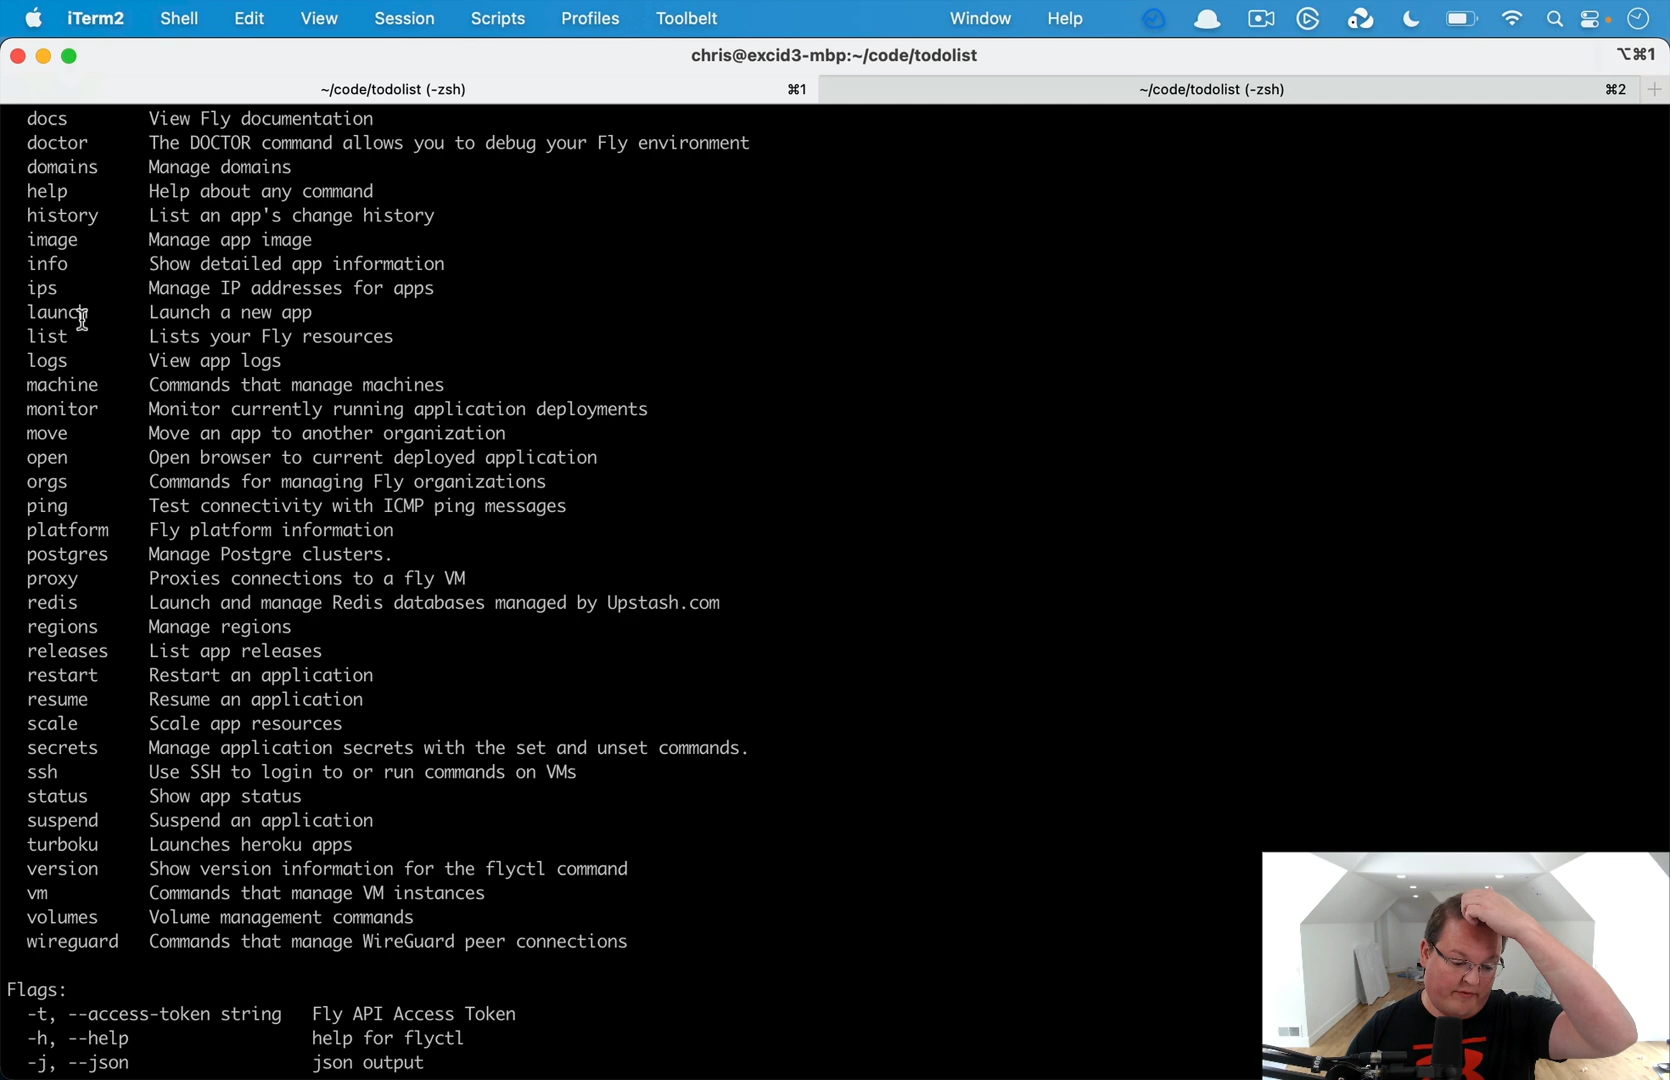 iTerm2 Shell Edit View Session Scripts Profiles Toolbelt Window Help
chris@excid3-mbp:~/code/todolist ⌥⌘1
~/code/todolist (-zsh) ⌘1 ~/code/todolist (-zsh) ⌘2
docs View Fly documentation
doctor The DOCTOR command allows you to debug your Fly environment
domains Manage domains
help Help about any command
history List an app's change history
image Manage app image
info Show detailed app information
ips Manage IP addresses for apps
launch Launch a new app
list Lists your Fly resources
logs View app logs
machine Commands that manage machines
monitor Monitor currently running application deployments
move Move an app to another organization
open Open browser to current deployed application
orgs Commands for managing Fly organizations
ping Test connectivity with ICMP ping messages
platform Fly platform information
postgres Manage Postgre clusters.
proxy Proxies connections to a fly VM
redis Launch and manage Redis databases managed by Upstash.com
regions Manage regions
releases List app releases
restart Restart an application
resume Resume an application
scale Scale app resources
secrets Manage application secrets with the set and unset commands.
ssh Use SSH to login to or run commands on VMs
status Show app status
suspend Suspend an application
turboku Launches heroku apps
version Show version information for the flyctl command
vm Commands that manage VM instances
volumes Volume management commands
wireguard Commands that manage WireGuard peer connections
Flags:
-t, --access-token string Fly API Access Token
-h, --help help for flyctl
-j, --json json output